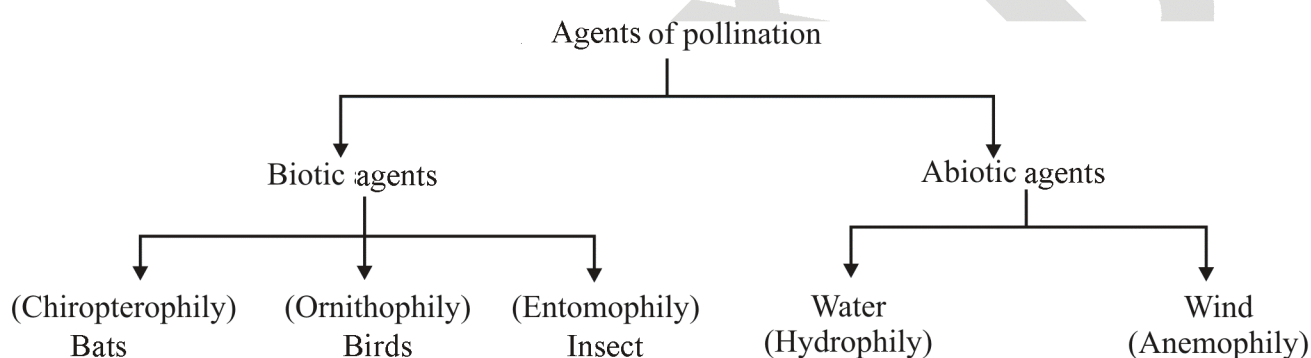 Agents of pollination
Biotic agents
Abiotic agents
(Chiropterophily)
Bats
(Ornithophily)
Birds
(Entomophily)
Insect
Water
(Hydrophily)
Wind
(Anemophily)